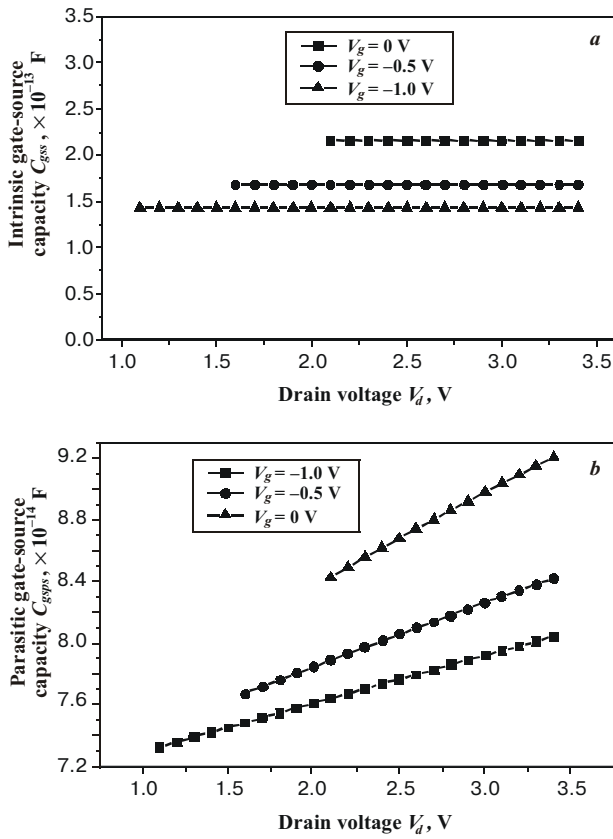 a
V_g = 0 V
V_g = –0.5 V
V_g = –1.0 V
Intrinsic gate-source
capacity C_gss, ×10⁻¹³ F
3.5
3.0
2.5
2.0
1.5
1.0
0.5
0.0
1.0 1.5 2.0 2.5 3.0 3.5
Drain voltage V_d, V
b
V_g = –1.0 V
V_g = –0.5 V
V_g = 0 V
Parasitic gate-source
capacity C_gsps, ×10⁻¹⁴ F
9.2
8.8
8.4
8.0
7.6
7.2
1.0 1.5 2.0 2.5 3.0 3.5
Drain voltage V_d, V